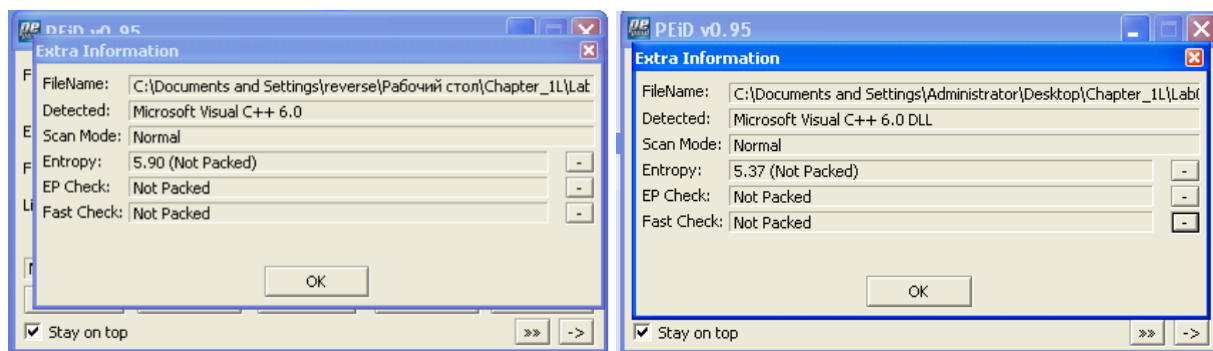 PEiD v0.95
Extra Information
FileName: C:\Documents and Settings\reverse\Рабочий стол\Chapter_1L\Lab
Detected: Microsoft Visual C++ 6.0
Scan Mode: Normal
Entropy: 5.90 (Not Packed) -
EP Check: Not Packed -
Fast Check: Not Packed -
OK
Stay on top »» ->
PEiD v0.95
Extra Information
FileName: C:\Documents and Settings\Administrator\Desktop\Chapter_1L\Lab
Detected: Microsoft Visual C++ 6.0 DLL
Scan Mode: Normal
Entropy: 5.37 (Not Packed) -
EP Check: Not Packed -
Fast Check: Not Packed -
OK
Stay on top »» ->